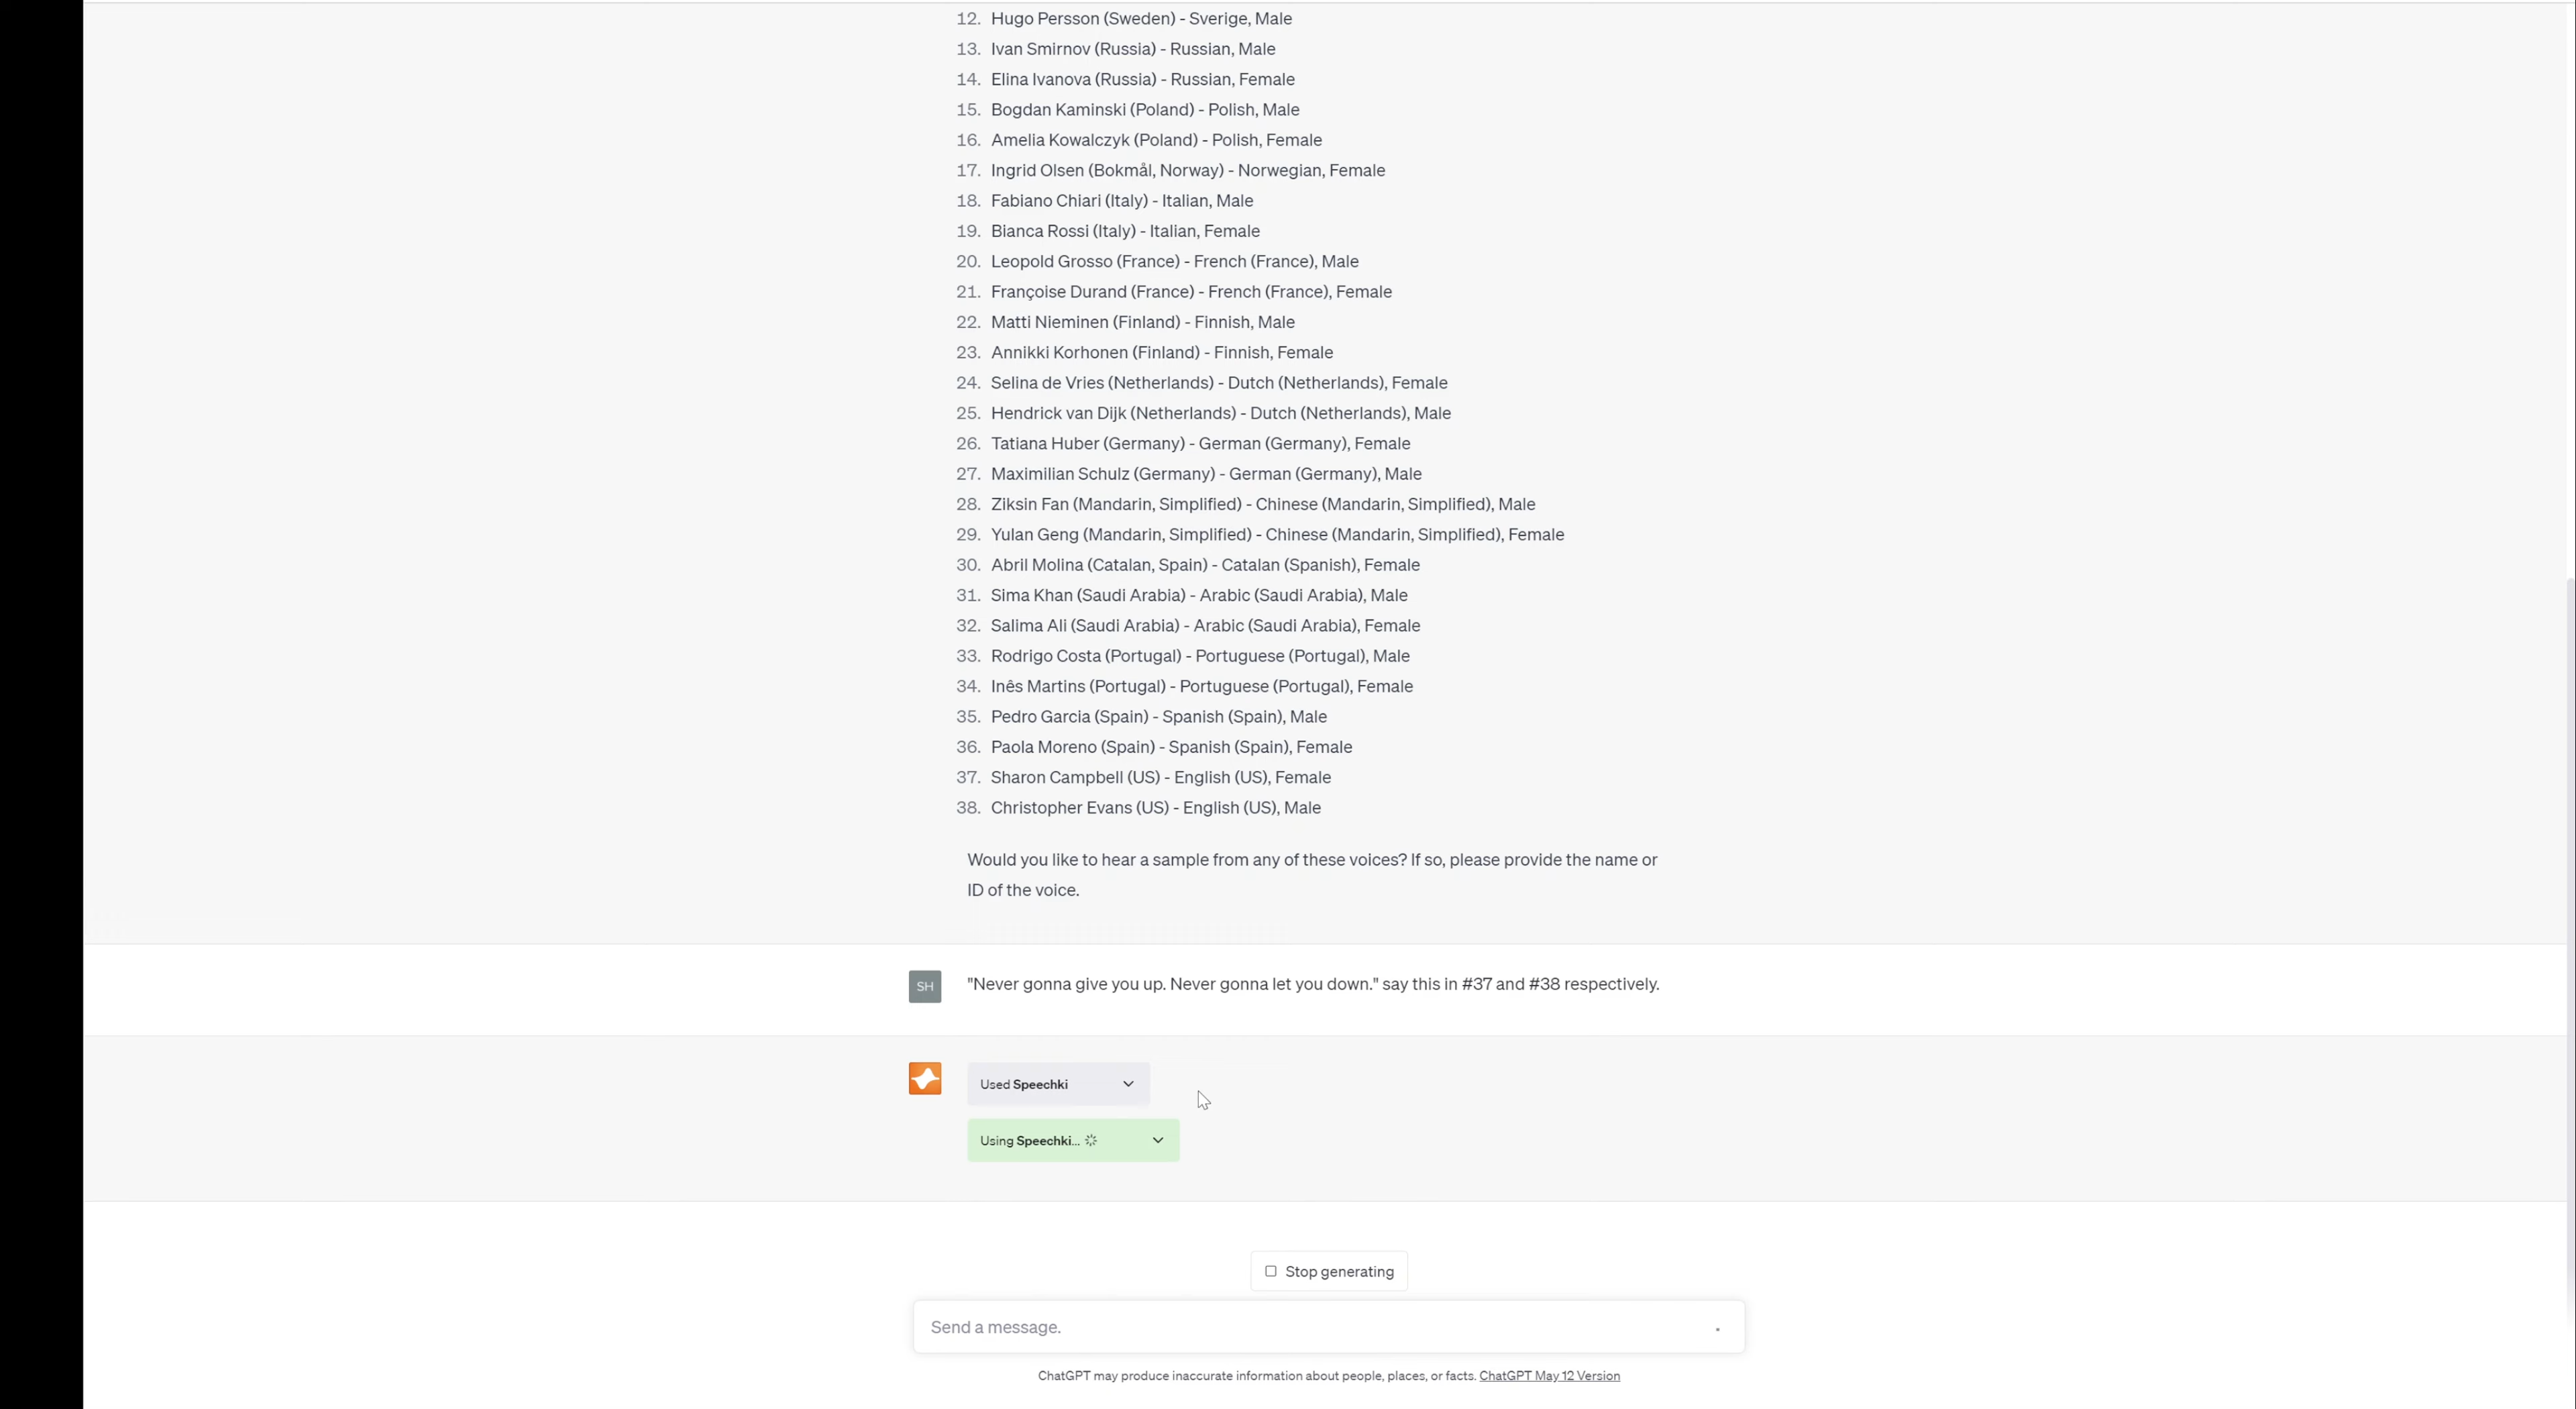 12. Hugo Persson (Sweden) - Sverige, Male
13. Ivan Smirnov (Russia) - Russian, Male
14. Elina Ivanova (Russia) - Russian, Female
15. Bogdan Kaminski (Poland) - Polish, Male
16. Amelia Kowalczyk (Poland) - Polish, Female
17. Ingrid Olsen (Bokmål, Norway) - Norwegian, Female
18. Fabiano Chiari (Italy) - Italian, Male
19. Bianca Rossi (Italy) - Italian, Female
20. Leopold Grosso (France) - French (France), Male
21. Françoise Durand (France) - French (France), Female
22. Matti Nieminen (Finland) - Finnish, Male
23. Annikki Korhonen (Finland) - Finnish, Female
24. Selina de Vries (Netherlands) - Dutch (Netherlands), Female
25. Hendrick van Dijk (Netherlands) - Dutch (Netherlands), Male
26. Tatiana Huber (Germany) - German (Germany), Female
27. Maximilian Schulz (Germany) - German (Germany), Male
28. Ziksin Fan (Mandarin, Simplified) - Chinese (Mandarin, Simplified), Male
29. Yulan Geng (Mandarin, Simplified) - Chinese (Mandarin, Simplified), Female
30. Abril Molina (Catalan, Spain) - Catalan (Spanish), Female
31. Sima Khan (Saudi Arabia) - Arabic (Saudi Arabia), Male
32. Salima Ali (Saudi Arabia) - Arabic (Saudi Arabia), Female
33. Rodrigo Costa (Portugal) - Portuguese (Portugal), Male
34. Inês Martins (Portugal) - Portuguese (Portugal), Female
35. Pedro Garcia (Spain) - Spanish (Spain), Male
36. Paola Moreno (Spain) - Spanish (Spain), Female
37. Sharon Campbell (US) - English (US), Female
38. Christopher Evans (US) - English (US), Male
Would you like to hear a sample from any of these voices? If so, please provide the name or
ID of the voice.
SH
"Never gonna give you up. Never gonna let you down." say this in #37 and #38 respectively.
Used Speechki
Using Speechki...
Stop generating
Send a message.
ChatGPT may produce inaccurate information about people, places, or facts. ChatGPT May 12 Version